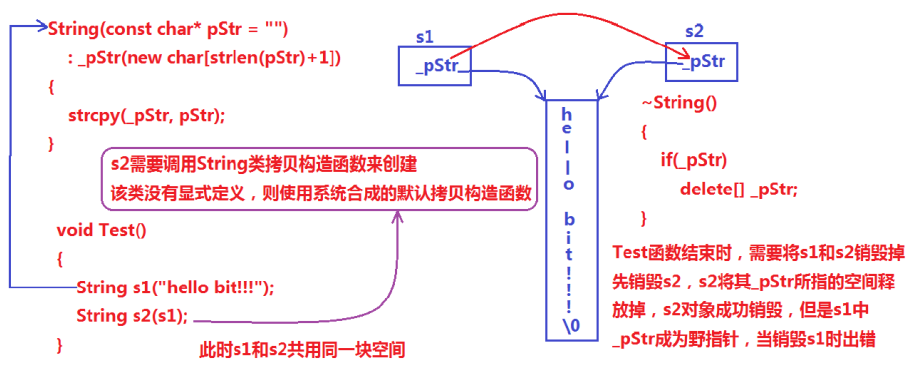 String(const char* pStr = "")
: _pStr(new char[strlen(pStr)+1])
{
strcpy(_pStr, pStr);
}
s2需要调用String类拷贝构造函数来创建
该类没有显式定义，则使用系统合成的默认拷贝构造函数
void Test()
{
String s1("hello bit!!!");
String s2(s1);
}
此时s1和s2共用同一块空间
s1
_pStr
s2
_pStr
h
e
l
l
o
b
i
t
!
!
!
\0
~String()
{
if(_pStr)
delete[] _pStr;
}
Test函数结束时，需要将s1和s2销毁掉
先销毁s2，s2将其_pStr所指的空间释
放掉，s2对象成功销毁，但是s1中
_pStr成为野指针，当销毁s1时出错